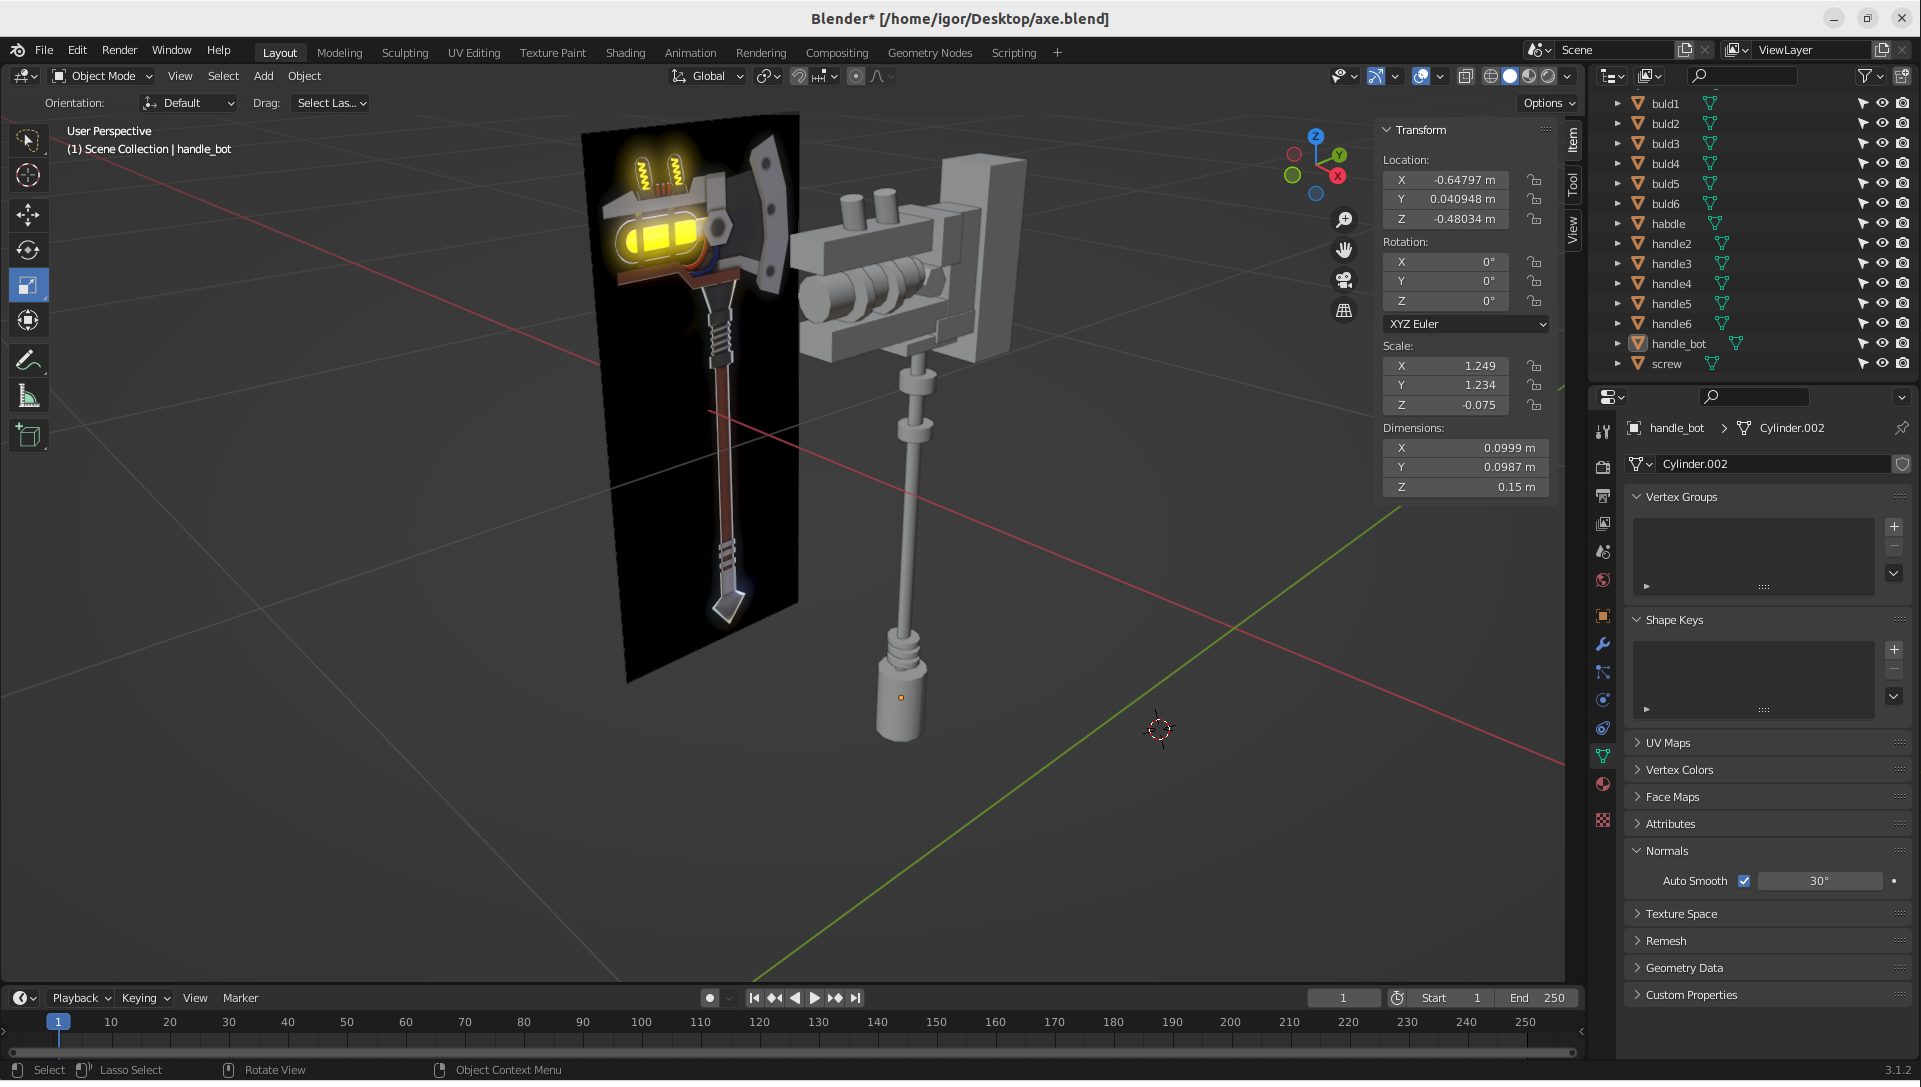 Blender* [/home/igor/Desktop/axe.blend]
File Edit Render Window Help
Layout Modeling Sculpting UV Editing Texture Paint Shading Animation Rendering Compositing Geometry Nodes Scripting +
Scene ViewLayer
Object Mode View Select Add Object Global
Orientation: Default Drag: Select Las... Options
User Perspective
(1) Scene Collection | handle_bot
Z
Y
X
Item
Tool
View
Transform
Location:
X -0.64797 m
Y 0.040948 m
Z -0.48034 m
Rotation:
X 0°
Y 0°
Z 0°
XYZ Euler
Scale:
X 1.249
Y 1.234
Z -0.075
Dimensions:
X 0.0999 m
Y 0.0987 m
Z 0.15 m
buld1
buld2
buld3
buld4
buld5
buld6
habdle
handle2
handle3
handle4
handle5
handle6
handle_bot
screw
handle_bot > Cylinder.002
Cylinder.002
Vertex Groups
Shape Keys
UV Maps
Vertex Colors
Face Maps
Attributes
Normals
Auto Smooth 30°
Texture Space
Remesh
Geometry Data
Custom Properties
Playback Keying View Marker
1 Start 1 End 250
1 10 20 30 40 50 60 70 80 90 100 110 120 130 140 150 160 170 180 190 200 210 220 230 240 250
Select Lasso Select Rotate View Object Context Menu 3.1.2